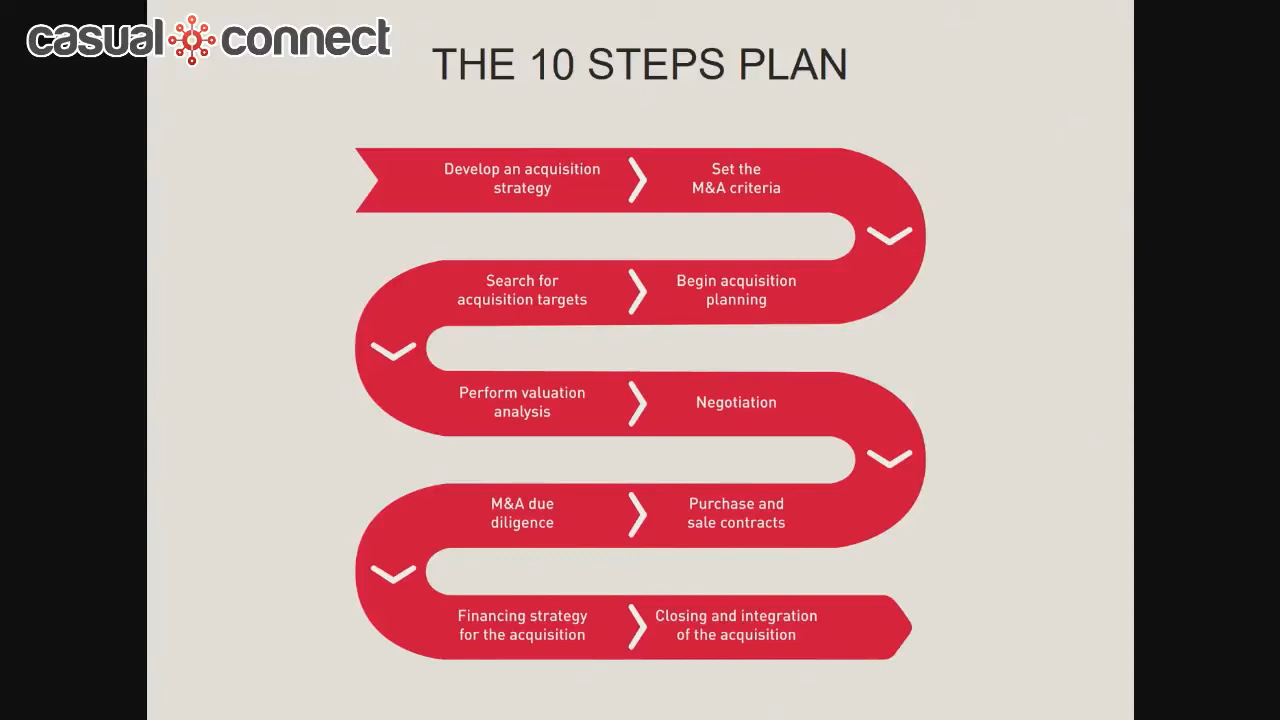 casual connect
THE 10 STEPS PLAN
Develop an acquisition
strategy
Set the
M&A criteria
Search for
acquisition targets
Begin acquisition
planning
Perform valuation
analysis
Negotiation
M&A due
diligence
Purchase and
sale contracts
Financing strategy
for the acquisition
Closing and integration
of the acquisition